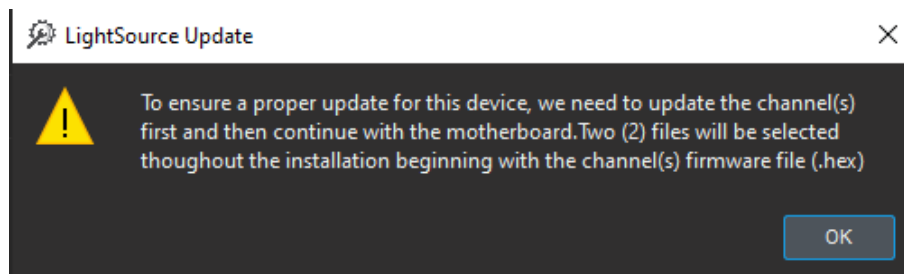 LightSource Update
To ensure a proper update for this device, we need to update the channel(s)
first and then continue with the motherboard.Two (2) files will be selected
thoughout the installation beginning with the channel(s) firmware file (.hex)
OK